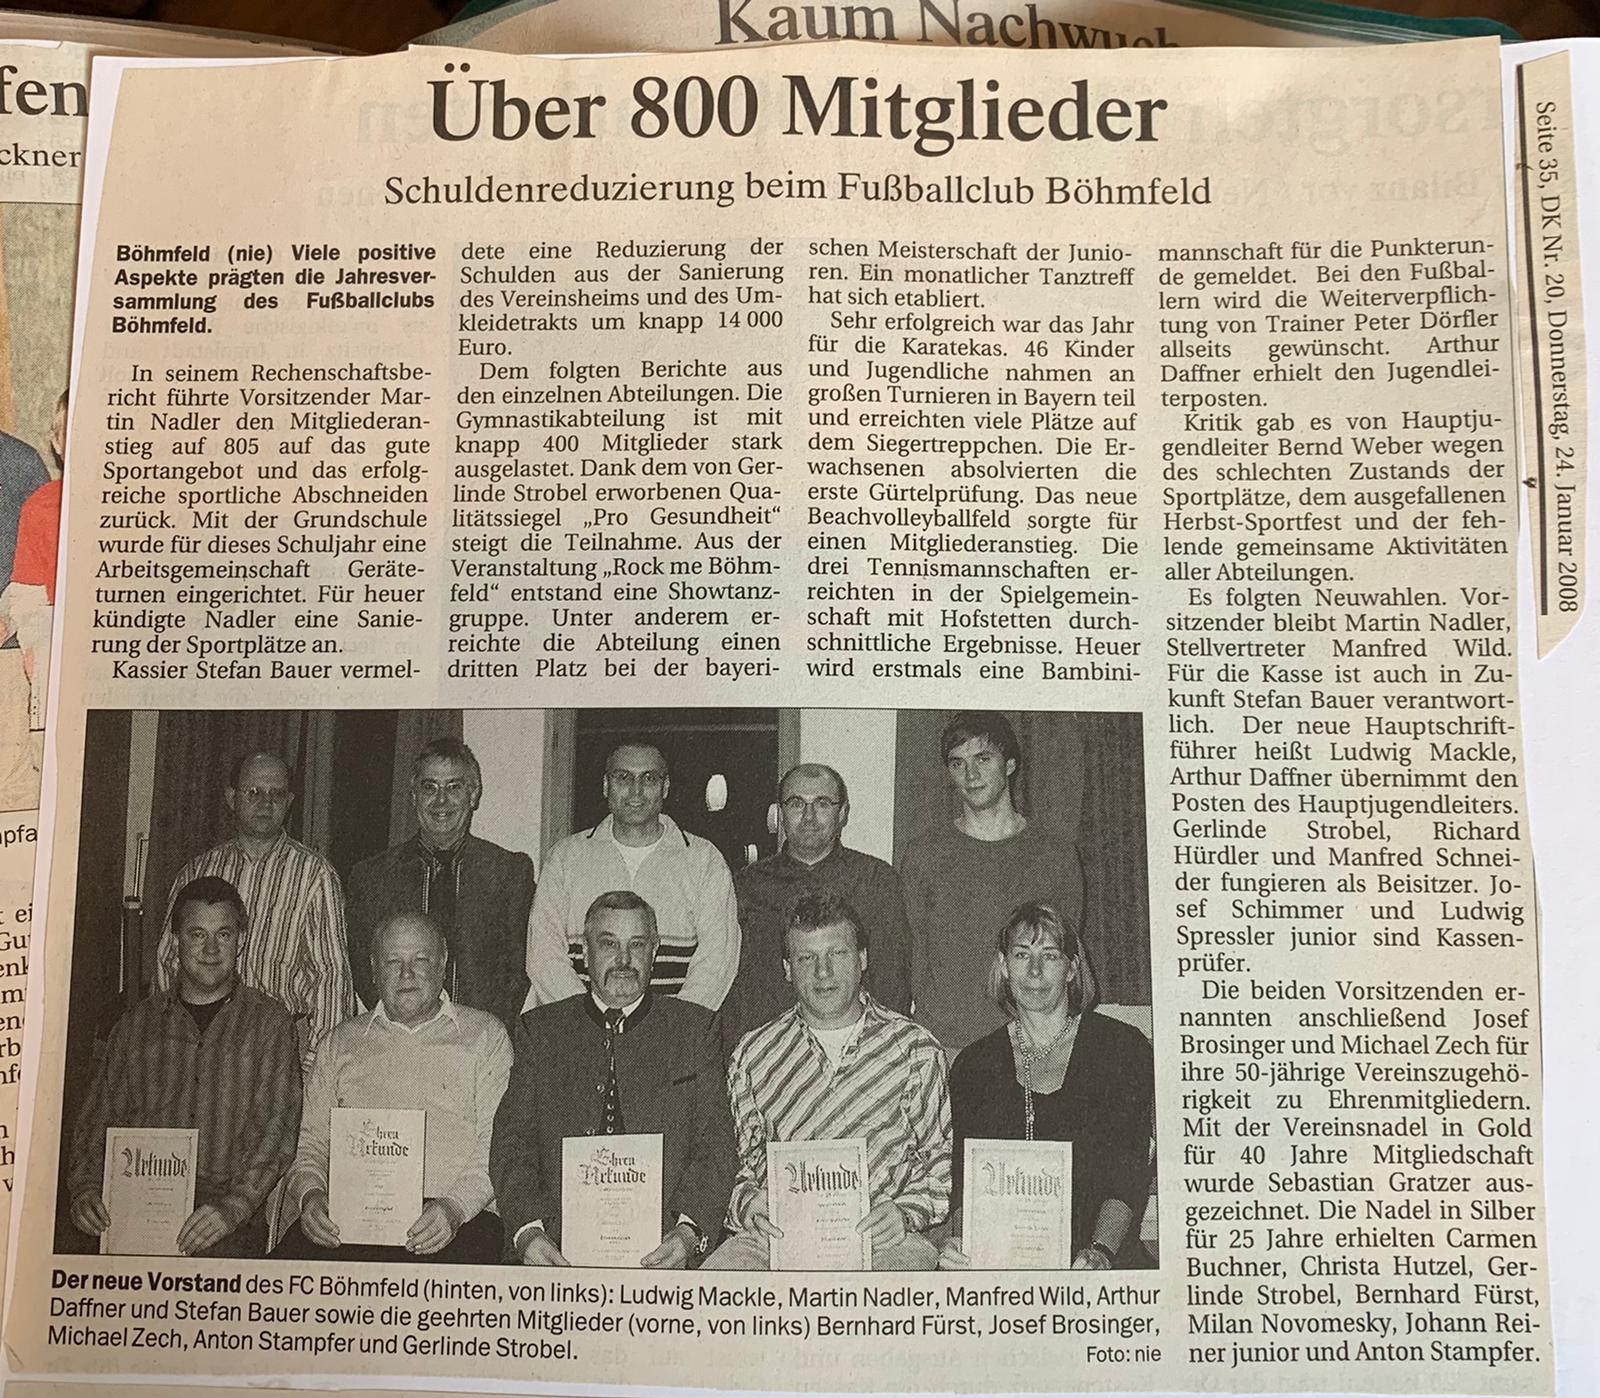 Kaum Nachwuch
fen
ckner
Über 800 Mitglieder
Schuldenreduzierung beim Fußballclub Böhmfeld
Böhmfeld (nie) Viele positive
Aspekte prägten die Jahresver-
sammlung des Fußballclubs
Böhmfeld.
In seinem Rechenschaftsbe-
richt führte Vorsitzender Mar-
tin Nadler den Mitgliederan-
stieg auf 805 auf das gute
Sportangebot und das erfolg-
reiche sportliche Abschneiden
zurück. Mit der Grundschule
wurde für dieses Schuljahr eine
Arbeitsgemeinschaft Geräte-
turnen eingerichtet. Für heuer
kündigte Nadler eine Sanie-
rung der Sportplätze an.
Kassier Stefan Bauer vermel-
dete eine Reduzierung der
Schulden aus der Sanierung
des Vereinsheims und des Um-
kleidetrakts um knapp 14 000
Euro.
Dem folgten Berichte aus
den einzelnen Abteilungen. Die
Gymnastikabteilung ist mit
knapp 400 Mitglieder stark
ausgelastet. Dank dem von Ger-
linde Strobel erworbenen Qua-
litätssiegel „Pro Gesundheit“
steigt die Teilnahme. Aus der
Veranstaltung „Rock me Böhm-
feld“ entstand eine Showtanz-
gruppe. Unter anderem er-
reichte die Abteilung einen
dritten Platz bei der bayeri-
schen Meisterschaft der Junio-
ren. Ein monatlicher Tanztreff
hat sich etabliert.
Sehr erfolgreich war das Jahr
für die Karatekas. 46 Kinder
und Jugendliche nahmen an
großen Turnieren in Bayern teil
und erreichten viele Plätze auf
dem Siegertreppchen. Die Er-
wachsenen absolvierten die
erste Gürtelprüfung. Das neue
Beachvolleyballfeld sorgte für
einen Mitgliederanstieg. Die
drei Tennismannschaften er-
reichten in der Spielgemein-
schaft mit Hofstetten durch-
schnittliche Ergebnisse. Heuer
wird erstmals eine Bambini-
mannschaft für die Punkterun-
de gemeldet. Bei den Fußbal-
lern wird die Weiterverpflich-
tung von Trainer Peter Dörfler
allseits gewünscht. Arthur
Daffner erhielt den Jugendlei-
terposten.
Kritik gab es von Hauptju-
gendleiter Bernd Weber wegen
des schlechten Zustands der
Sportplätze, dem ausgefallenen
Herbst-Sportfest und der feh-
lende gemeinsame Aktivitäten
aller Abteilungen.
Es folgten Neuwahlen. Vor-
sitzender bleibt Martin Nadler,
Stellvertreter Manfred Wild.
Für die Kasse ist auch in Zu-
kunft Stefan Bauer verantwort-
lich. Der neue Hauptschrift-
führer heißt Ludwig Mackle,
Arthur Daffner übernimmt den
Posten des Hauptjugendleiters.
Gerlinde Strobel, Richard
Hürdler und Manfred Schnei-
der fungieren als Beisitzer. Jo-
sef Schimmer und Ludwig
Spressler junior sind Kassen-
prüfer.
Die beiden Vorsitzenden er-
nannten anschließend Josef
Brosinger und Michael Zech für
ihre 50-jährige Vereinszugehö-
rigkeit zu Ehrenmitgliedern.
Mit der Vereinsnadel in Gold
für 40 Jahre Mitgliedschaft
wurde Sebastian Gratzer aus-
gezeichnet. Die Nadel in Silber
für 25 Jahre erhielten Carmen
Buchner, Christa Hutzel, Ger-
linde Strobel, Bernhard Fürst,
Milan Novomesky, Johann Rei-
ner junior und Anton Stampfer.
Urkunde
Ehren
Urkunde
Ehren
Urkunde
Urkunde
Urkunde
Der neue Vorstand des FC Böhmfeld (hinten, von links): Ludwig Mackle, Martin Nadler, Manfred Wild, Arthur
Daffner und Stefan Bauer sowie die geehrten Mitglieder (vorne, von links) Bernhard Fürst, Josef Brosinger,
Michael Zech, Anton Stampfer und Gerlinde Strobel.
Foto: nie
Seite 35, DK Nr. 20, Donnerstag, 24. Januar 2008